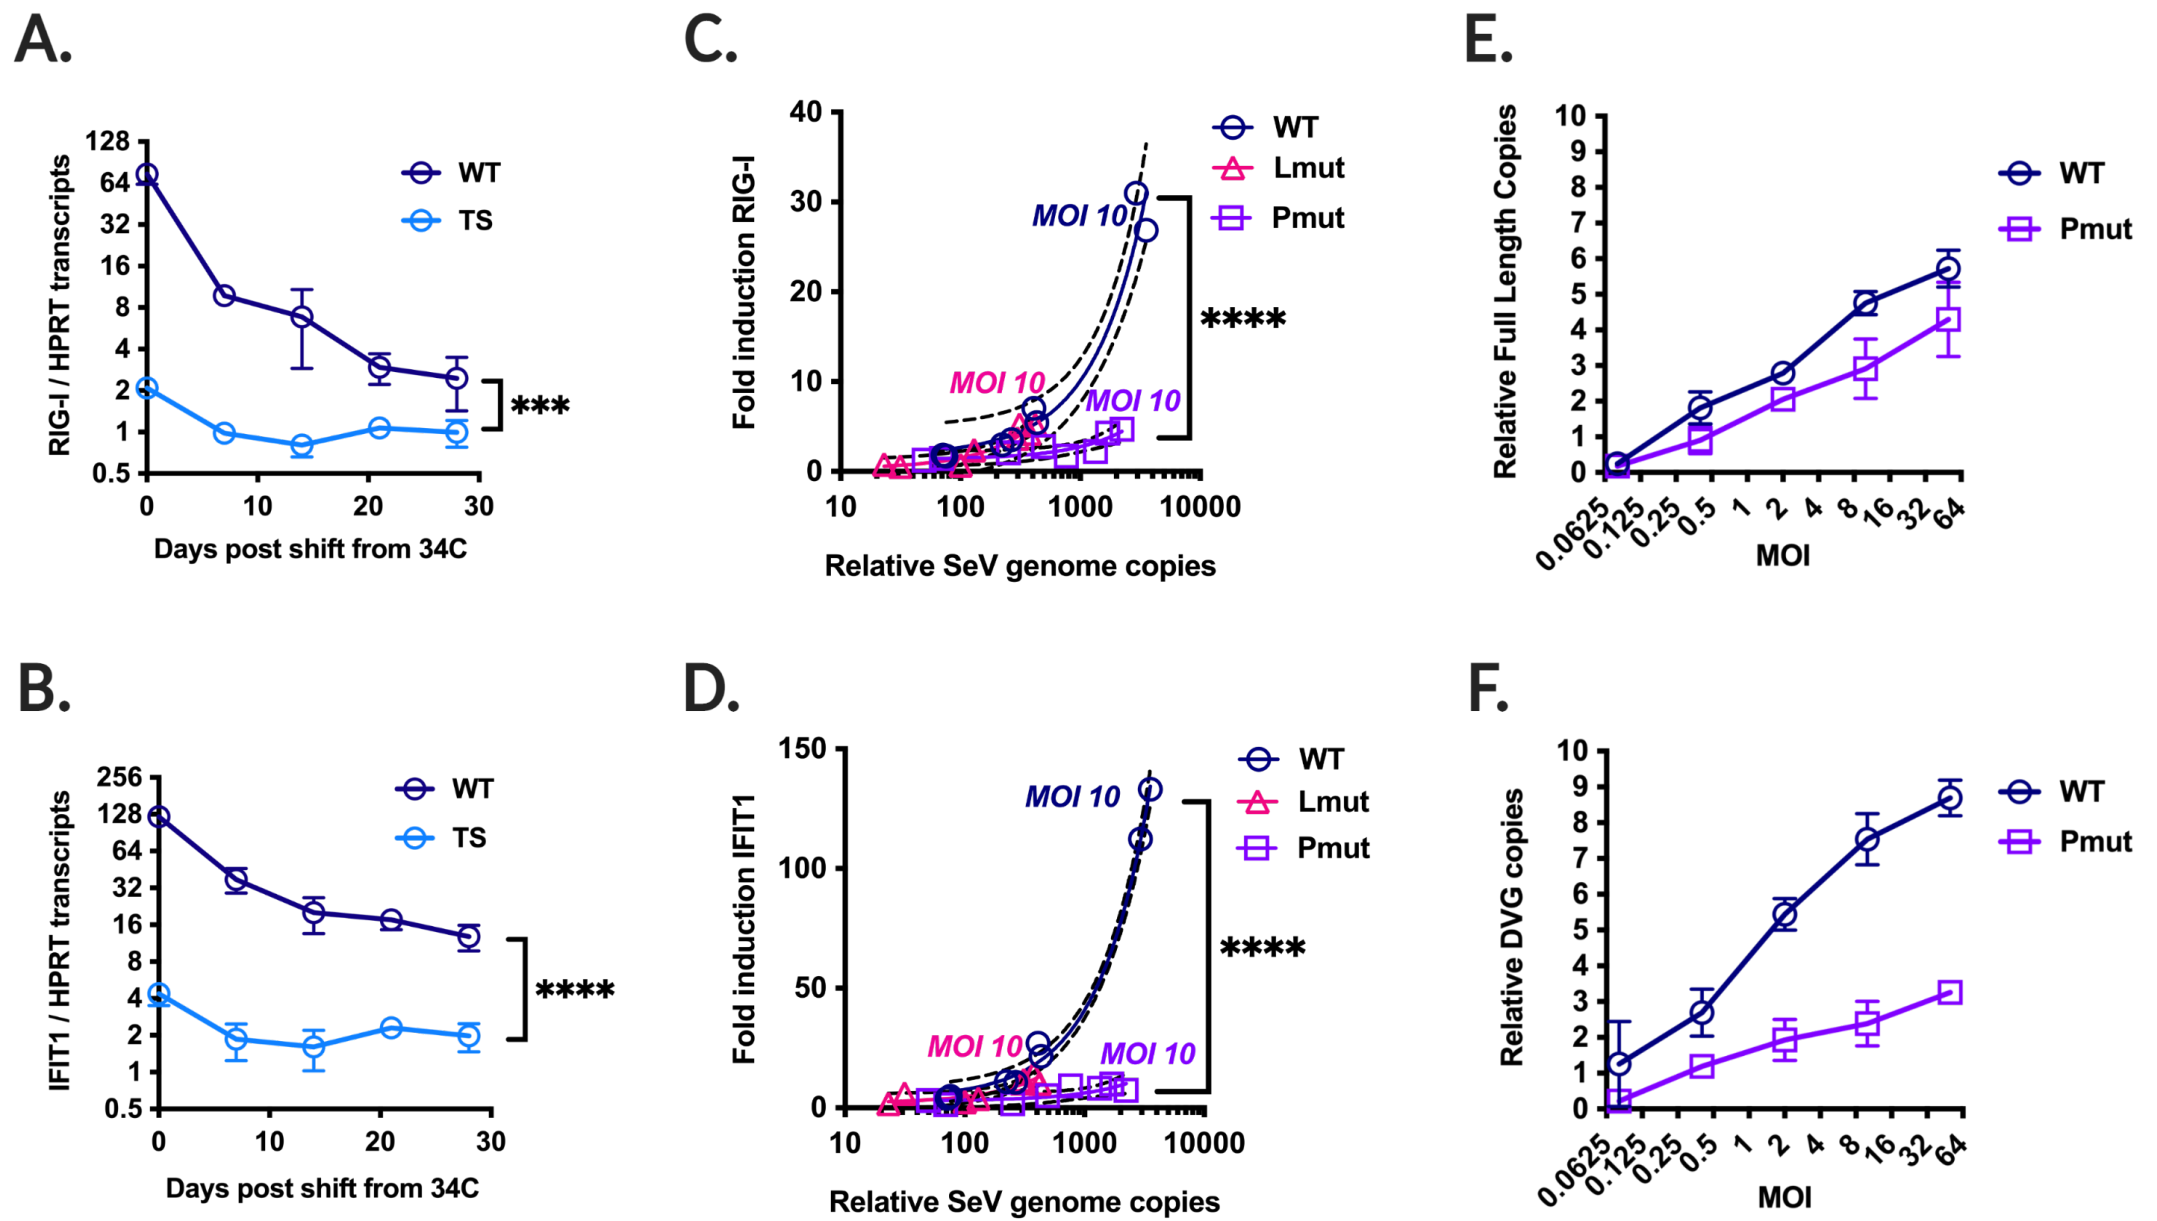 A.
RIG-I / HPRT transcripts
128
64
32
16
8
4
2
1
0.5
0 10 20 30
Days post shift from 34C
WT
TS
***
B.
IFIT1 / HPRT transcripts
256
128
64
32
16
8
4
2
1
0.5
0 10 20 30
Days post shift from 34C
WT
TS
****
C.
Fold induction RIG-I
40
30
20
10
0
10 100 1000 10000
Relative SeV genome copies
MOI 10
MOI 10
MOI 10
WT
Lmut
Pmut
****
D.
Fold induction IFIT1
150
100
50
0
10 100 1000 10000
Relative SeV genome copies
MOI 10
MOI 10
MOI 10
WT
Lmut
Pmut
****
E.
Relative Full Length Copies
10
9
8
7
6
5
4
3
2
1
0
0.0625 0.125 0.25 0.5 1 2 4 8 16 32 64
MOI
WT
Pmut
F.
Relative DVG copies
10
9
8
7
6
5
4
3
2
1
0
0.0625 0.125 0.25 0.5 1 2 4 8 16 32 64
MOI
WT
Pmut